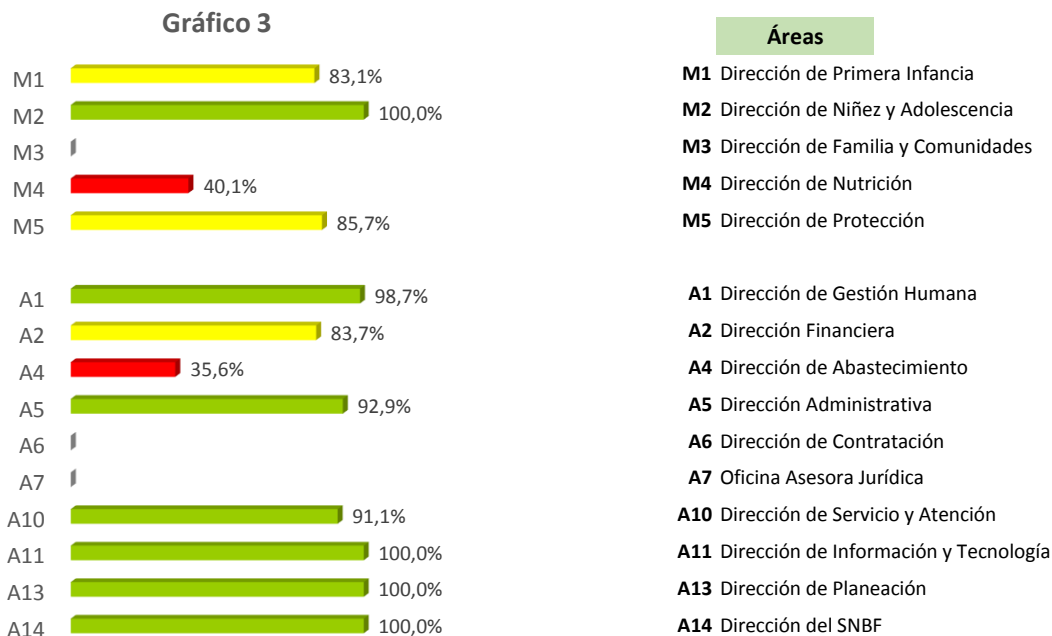 Gráfico 3
M1 83,1%
M2 100,0%
M3
M4 40,1%
M5 85,7%
A1 98,7%
A2 83,7%
A4 35,6%
A5 92,9%
A6
A7
A10 91,1%
A11 100,0%
A13 100,0%
A14 100,0%
Áreas
M1 Dirección de Primera Infancia
M2 Dirección de Niñez y Adolescencia
M3 Dirección de Familia y Comunidades
M4 Dirección de Nutrición
M5 Dirección de Protección
A1 Dirección de Gestión Humana
A2 Dirección Financiera
A4 Dirección de Abastecimiento
A5 Dirección Administrativa
A6 Dirección de Contratación
A7 Oficina Asesora Jurídica
A10 Dirección de Servicio y Atención
A11 Dirección de Información y Tecnología
A13 Dirección de Planeación
A14 Dirección del SNBF